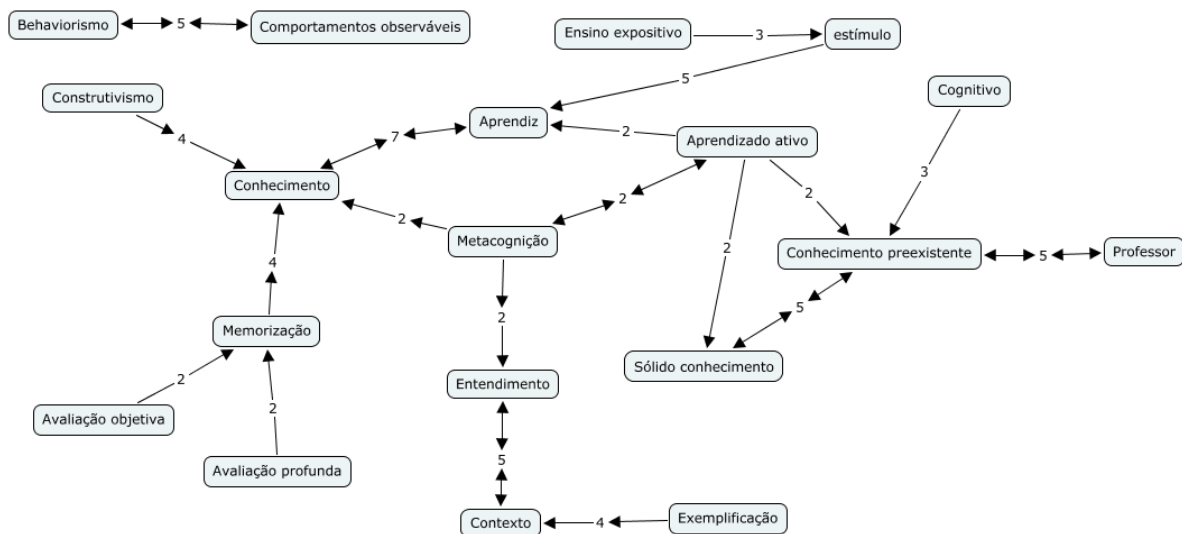 Behaviorismo
5
Comportamentos observáveis
Ensino expositivo
3
estímulo
5
Construtivismo
4
Cognitivo
3
Aprendiz
7
2
Aprendizado ativo
Conhecimento
2
Metacognição
2
2
2
Conhecimento preexistente
5
Professor
4
2
5
Memorização
Sólido conhecimento
2
2
Entendimento
Avaliação objetiva
Avaliação profunda
5
Contexto
4
Exemplificação